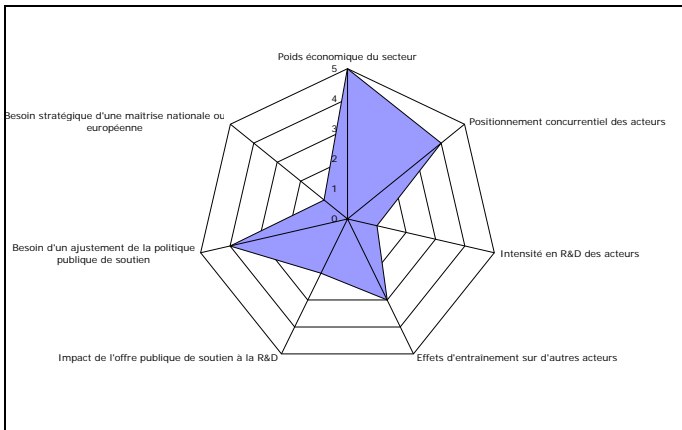 Poids économique du secteur
5
4
3
2
1
0
Positionnement concurrentiel des acteurs
Intensité en R&D des acteurs
Effets d'entraînement sur d'autres acteurs
Impact de l'offre publique de soutien à la R&D
Besoin d'un ajustement de la politique
publique de soutien
Besoin stratégique d'une maîtrise nationale ou
européenne